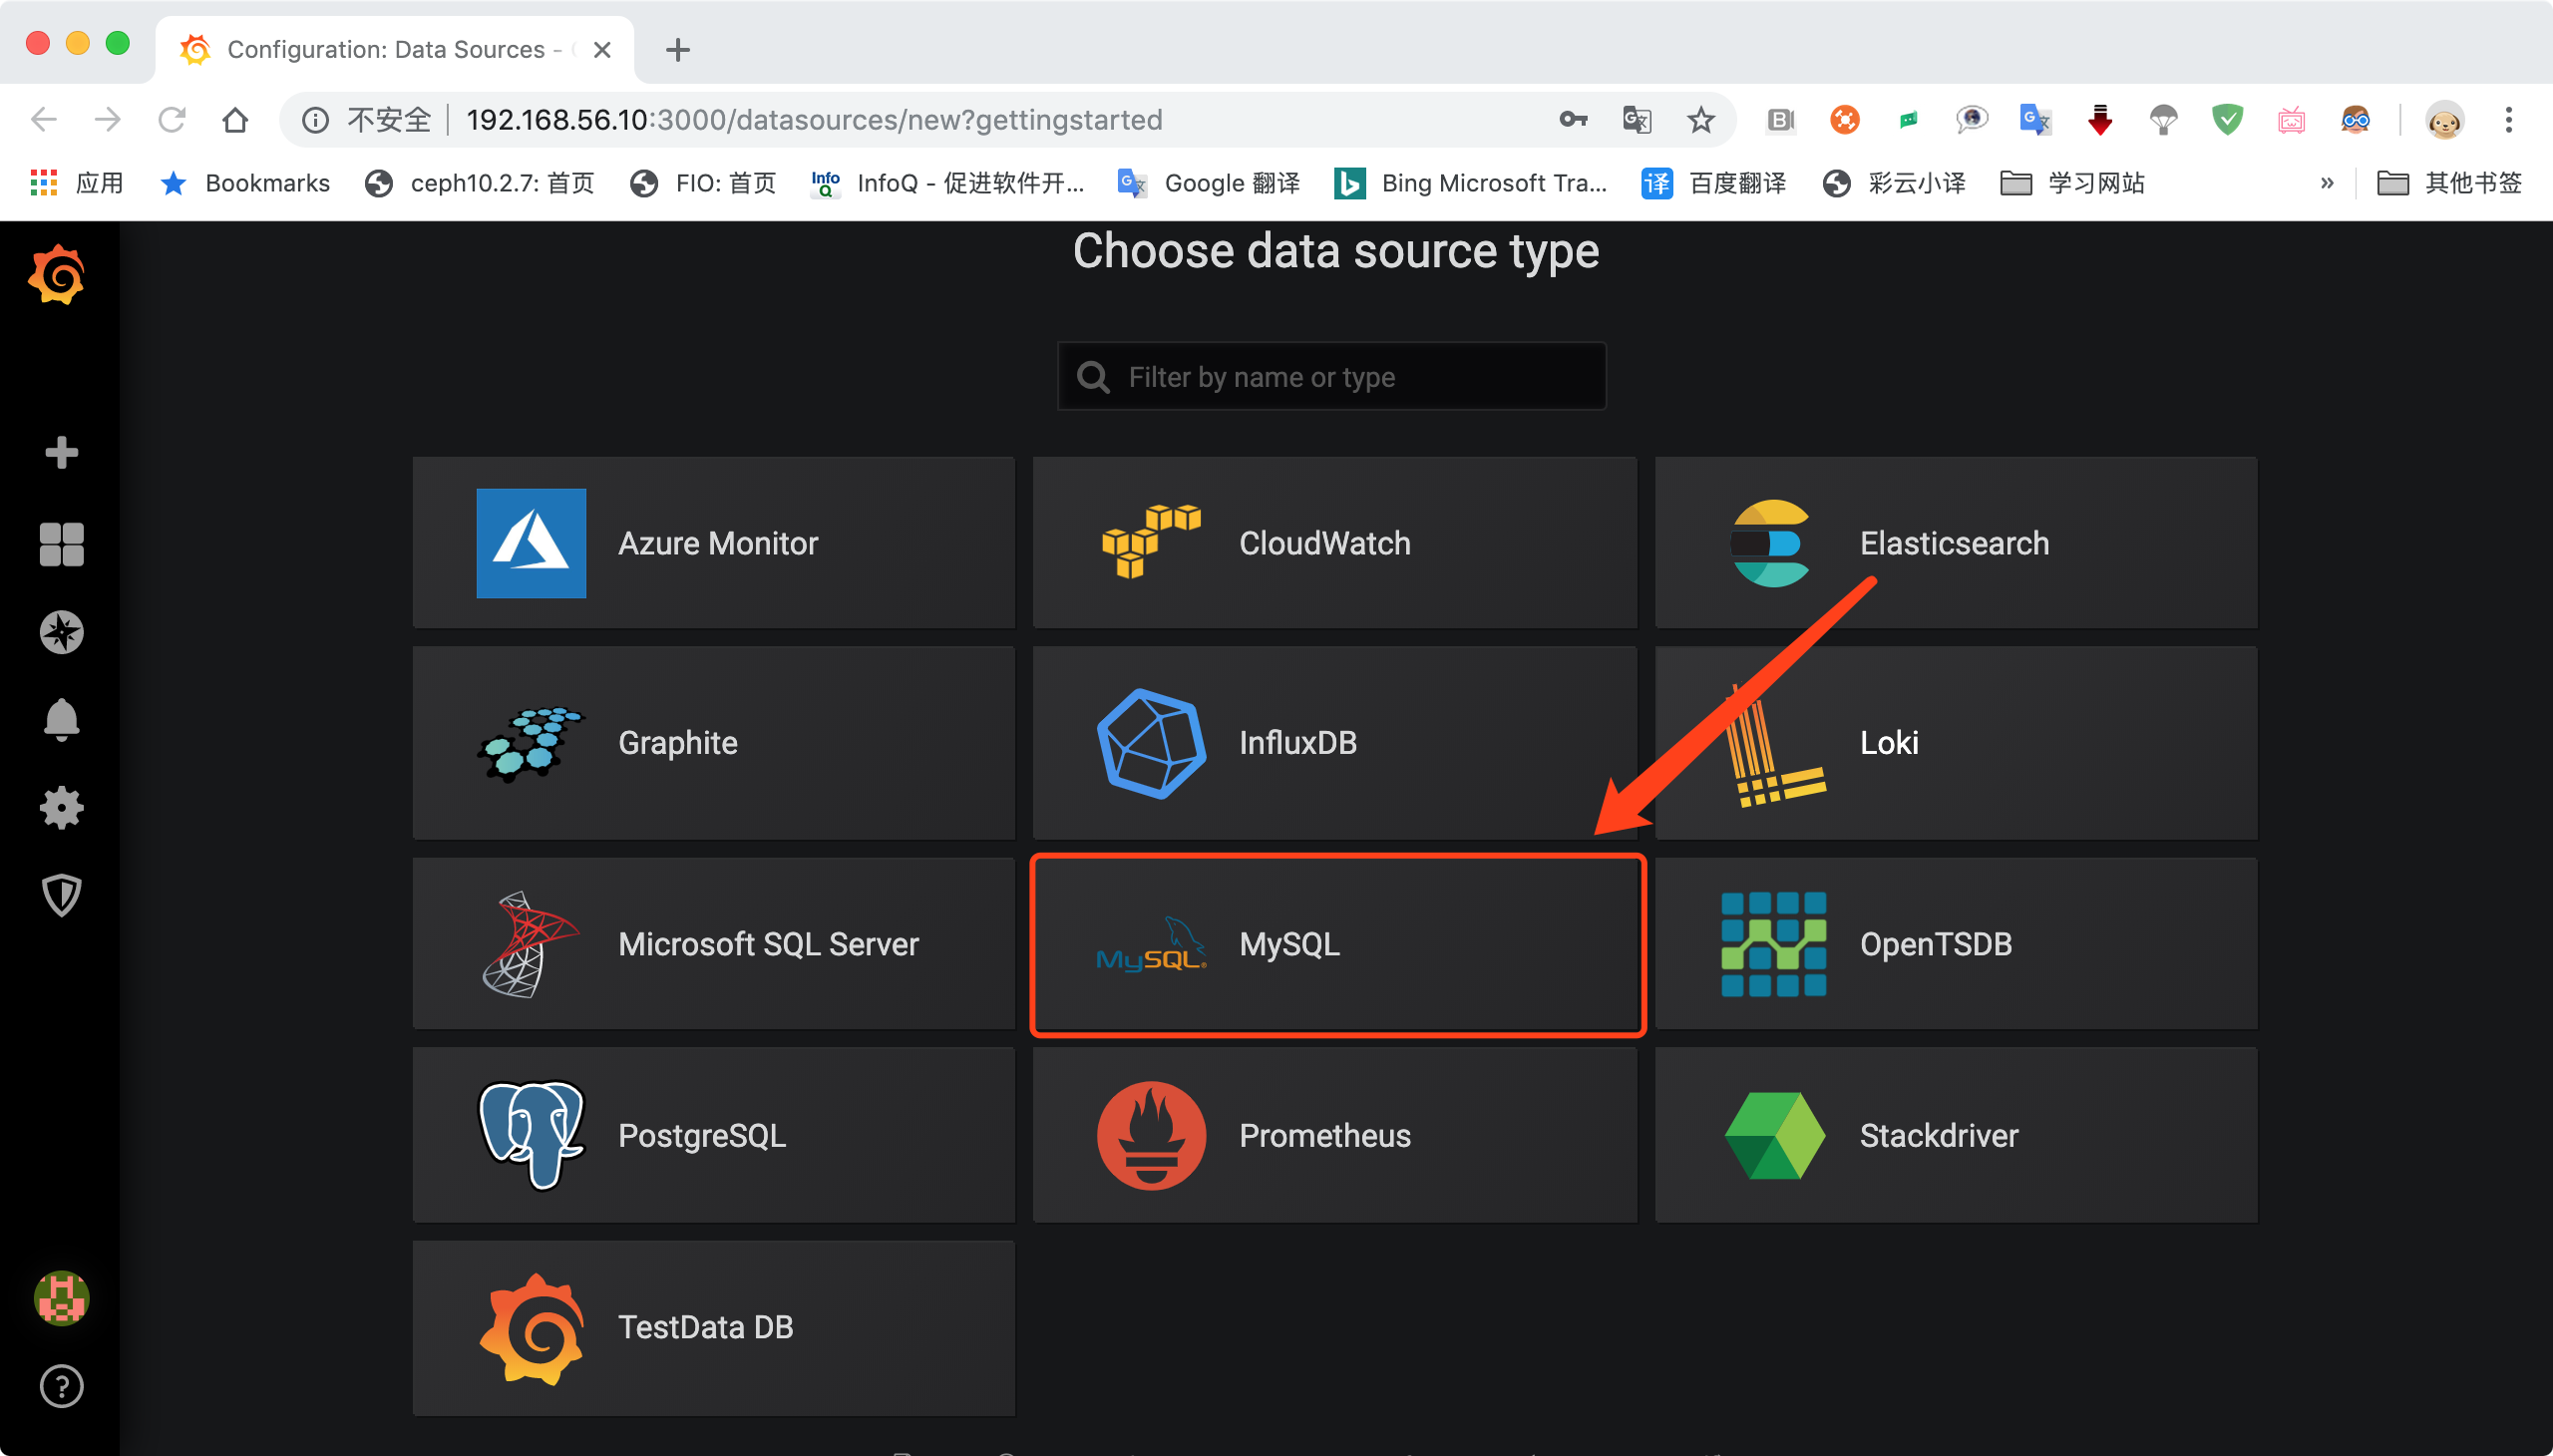 Configuration: Data Sources -
不安全 192.168.56.10:3000/datasources/new?gettingstarted
应用 Bookmarks ceph10.2.7: 首页 FIO: 首页 Info Q InfoQ - 促进软件开... Google 翻译 Bing Microsoft Tra... 译 百度翻译 彩云小译 学习网站 » 其他书签
Choose data source type
Filter by name or type
Azure Monitor
CloudWatch
Elasticsearch
Graphite
InfluxDB
Loki
Microsoft SQL Server
MySQL® MySQL
OpenTSDB
PostgreSQL
Prometheus
Stackdriver
TestData DB